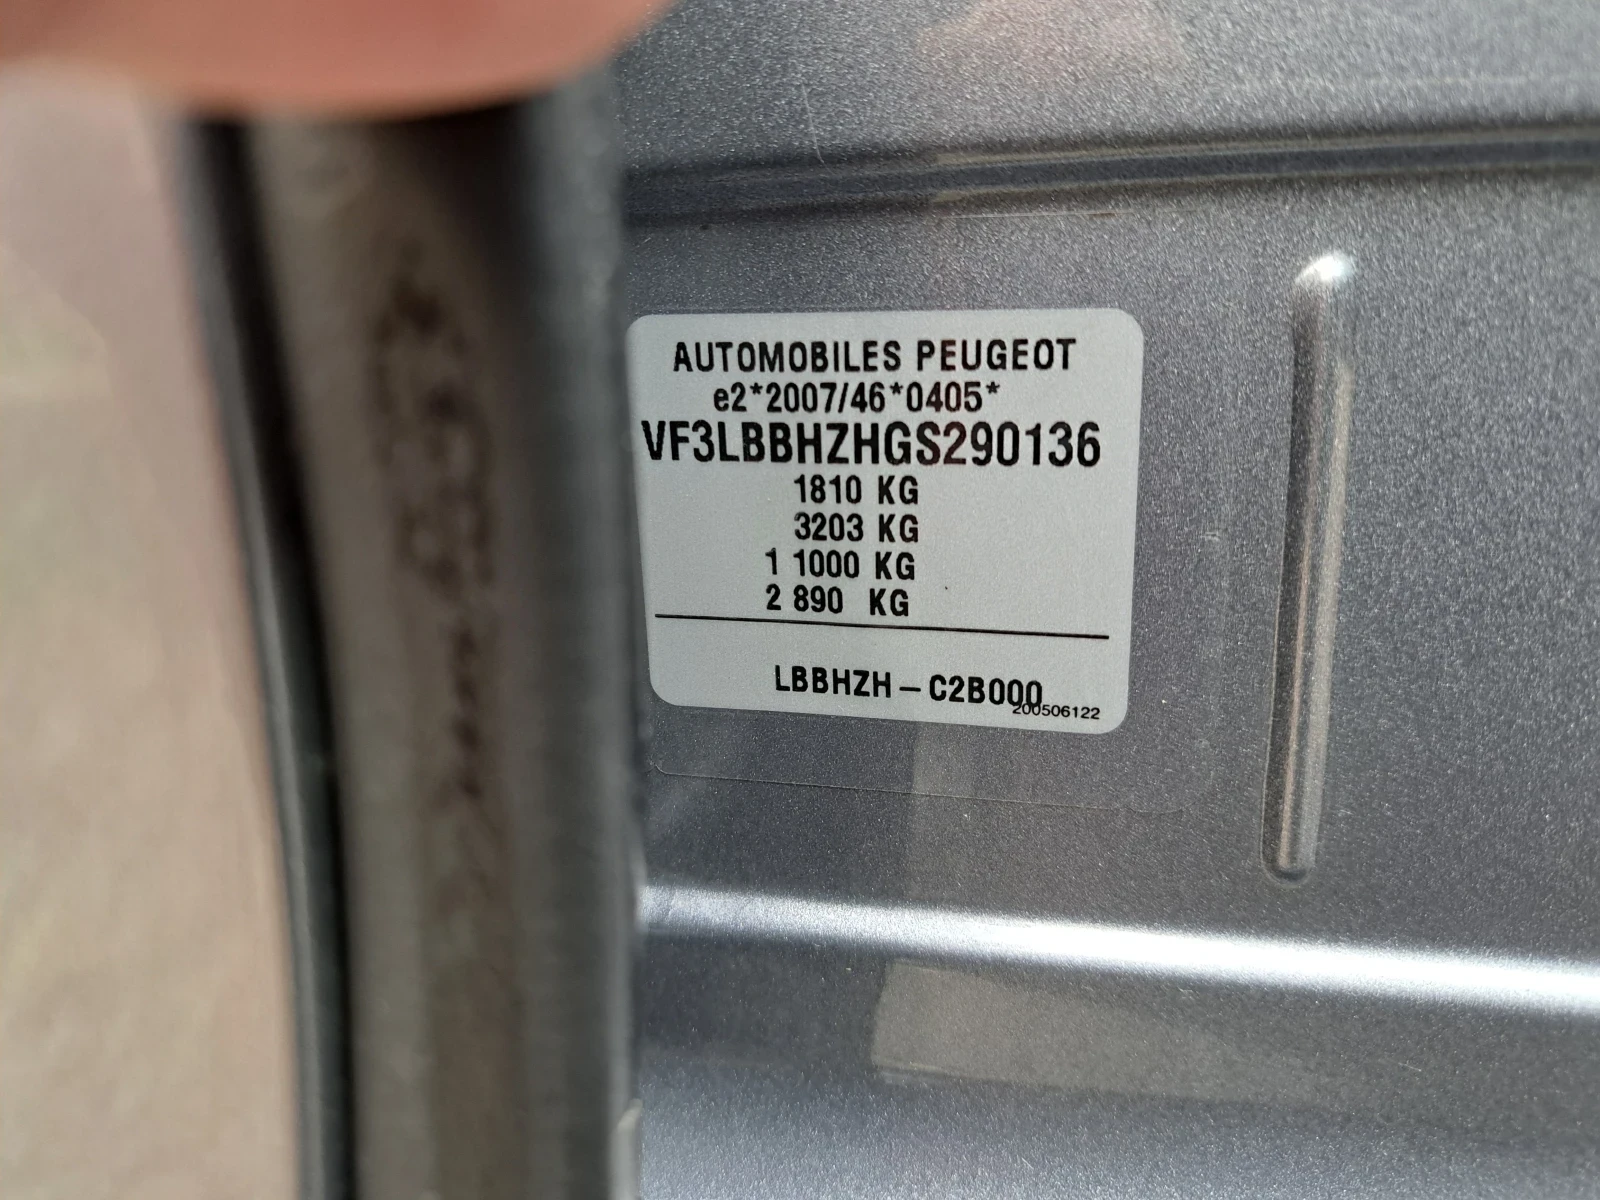 AUTOMOBILES PEUGEOT
e2*2007/46*0405*
VF3LBBHZHGS290136
1810 KG
3203 KG
1 1000 KG
2 890 KG
LBBHZH – C2B000
200506122